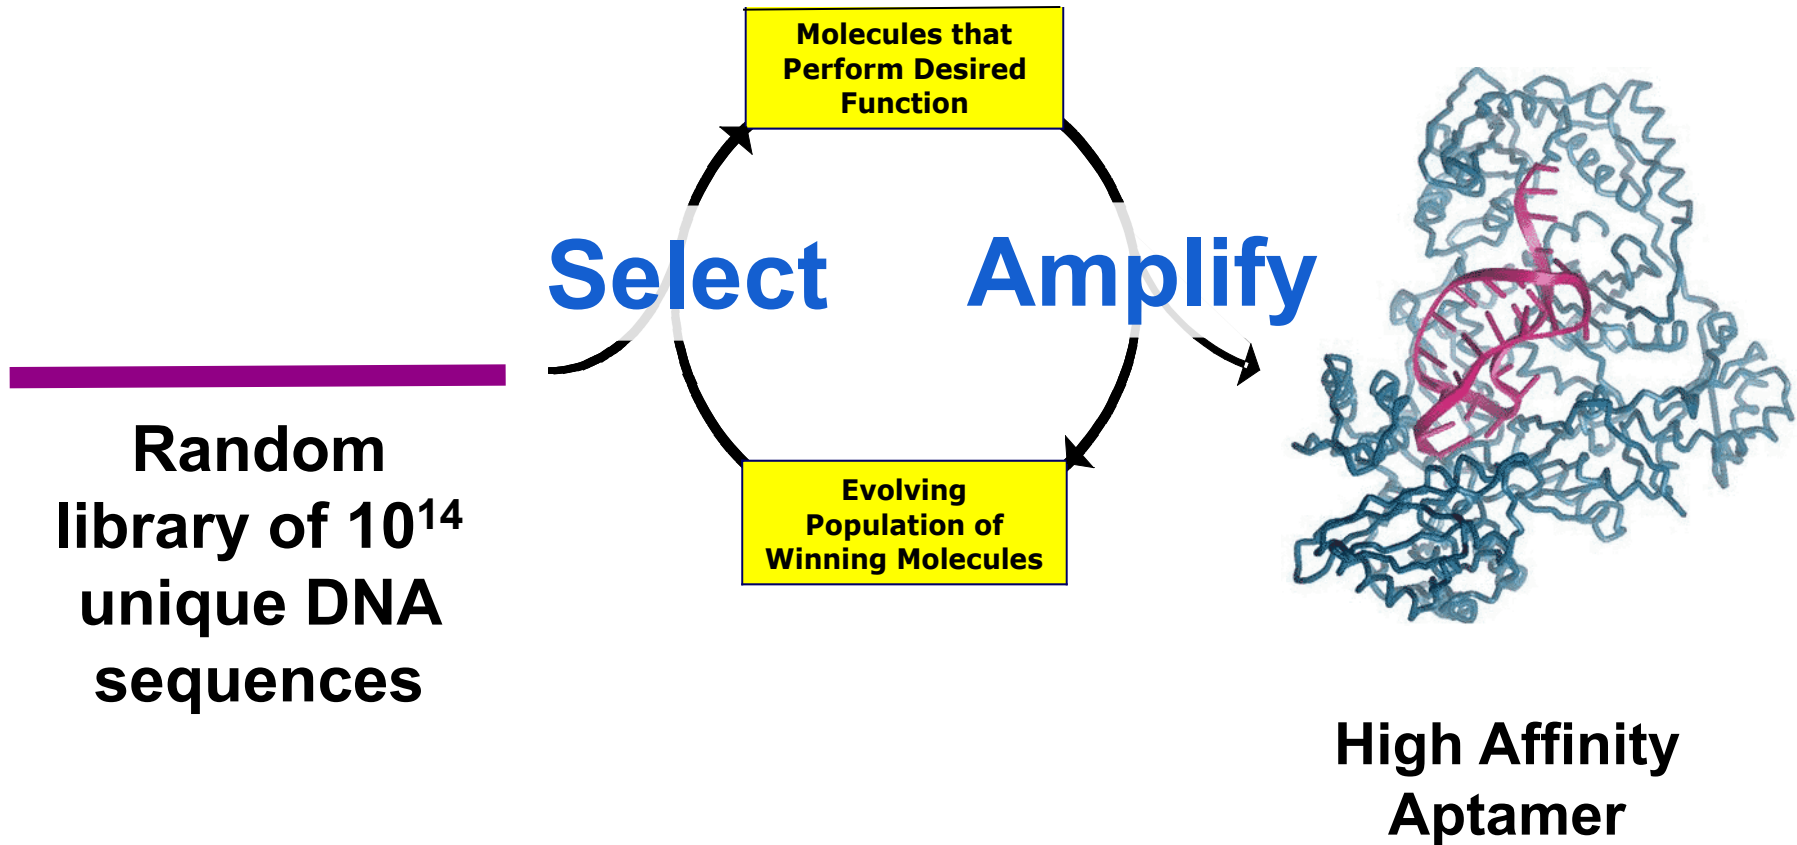 Molecules that
Perform Desired
Function
Select
Amplify
Random
library of 10¹⁴
unique DNA
sequences
Evolving
Population of
Winning Molecules
High Affinity
Aptamer